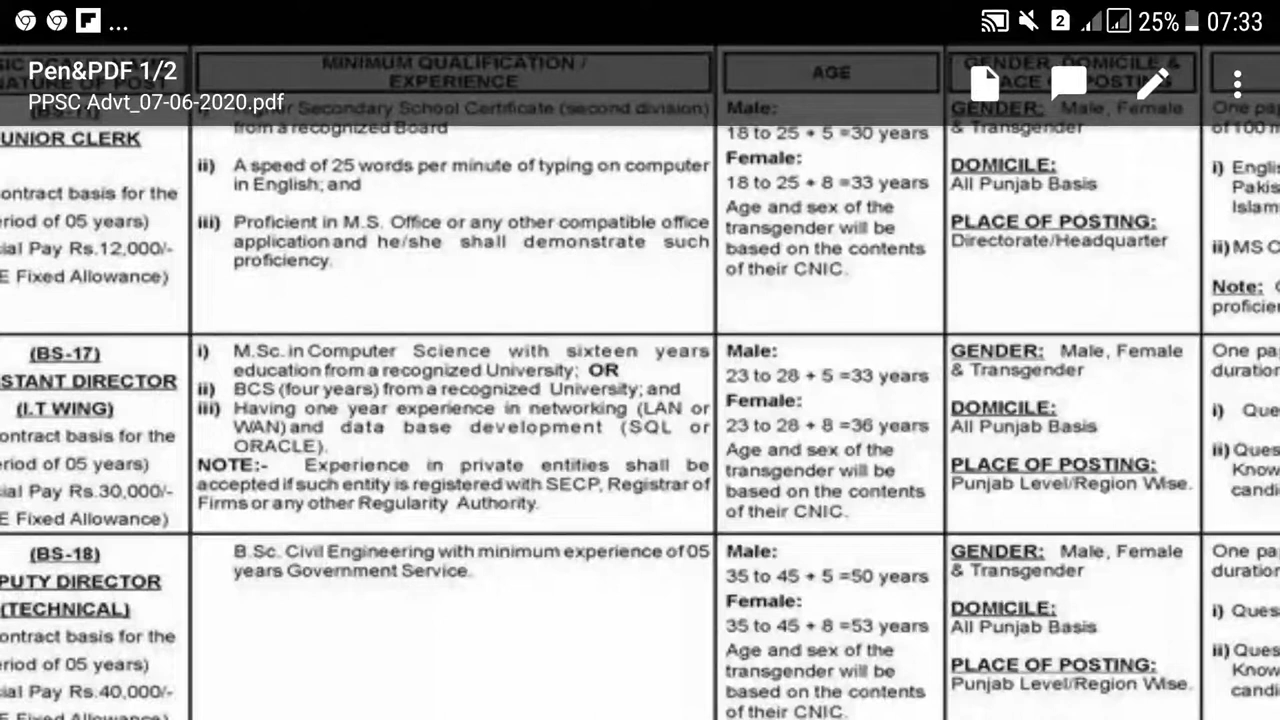 ... 25% 07:33
Pen&PDF 1/2
PPSC Advt_07-06-2020.pdf
MINIMUM QUALIFICATION /
EXPERIENCE
AGE
GENDER, DOMICILE &
PLACE OF POSTING
UNIOR CLERK
ontract basis for the
eriod of 05 years)
ial Pay Rs.12,000/-
E Fixed Allowance)
Secondary School Certificate (second division)
from a recognized Board
ii) A speed of 25 words per minute of typing on computer
in English; and
iii) Proficient in M.S. Office or any other compatible office
application and he/she shall demonstrate such
proficiency.
Male:
18 to 25 + 5 =30 years
Female:
18 to 25 + 8 =33 years
Age and sex of the
transgender will be
based on the contents
of their CNIC.
GENDER: Male, Female
& Transgender
DOMICILE:
All Punjab Basis
PLACE OF POSTING:
Directorate/Headquarter
One pa
of 100 m
i) Englis
Pakis
Islam
ii) MS O
Note:
proficie
(BS-17)
STANT DIRECTOR
(I.T WING)
ontract basis for the
eriod of 05 years)
ial Pay Rs.30,000/-
E Fixed Allowance)
i) M.Sc. in Computer Science with sixteen years
education from a recognized University; OR
ii) BCS (four years) from a recognized University; and
iii) Having one year experience in networking (LAN or
WAN) and data base development (SQL or
ORACLE).
NOTE:- Experience in private entities shall be
accepted if such entity is registered with SECP, Registrar of
Firms or any other Regularity Authority.
Male:
23 to 28 + 5 =33 years
Female:
23 to 28 + 8 =36 years
Age and sex of the
transgender will be
based on the contents
of their CNIC.
GENDER: Male, Female
& Transgender
DOMICILE:
All Punjab Basis
PLACE OF POSTING:
Punjab Level/Region Wise.
One pa
duration
i) Que
ii) Ques
Know
candi
(BS-18)
PUTY DIRECTOR
(TECHNICAL)
ontract basis for the
eriod of 05 years)
ial Pay Rs.40,000/-
E Fixed Allowance)
B.Sc. Civil Engineering with minimum experience of 05
years Government Service.
Male:
35 to 45 + 5 =50 years
Female:
35 to 45 + 8 =53 years
Age and sex of the
transgender will be
based on the contents
of their CNIC.
GENDER: Male, Female
& Transgender
DOMICILE:
All Punjab Basis
PLACE OF POSTING:
Punjab Level/Region Wise.
One pa
duration
i) Ques
ii) Ques
Know
candi